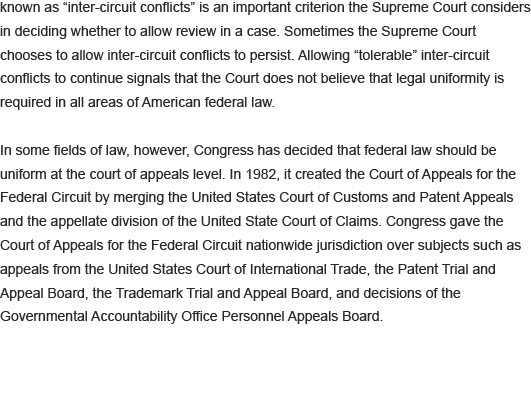 known as “inter-circuit conflicts” is an important criterion the Supreme Court considers
in deciding whether to allow review in a case. Sometimes the Supreme Court
chooses to allow inter-circuit conflicts to persist. Allowing “tolerable” inter-circuit
conflicts to continue signals that the Court does not believe that legal uniformity is
required in all areas of American federal law.
In some fields of law, however, Congress has decided that federal law should be
uniform at the court of appeals level. In 1982, it created the Court of Appeals for the
Federal Circuit by merging the United States Court of Customs and Patent Appeals
and the appellate division of the United State Court of Claims. Congress gave the
Court of Appeals for the Federal Circuit nationwide jurisdiction over subjects such as
appeals from the United States Court of International Trade, the Patent Trial and
Appeal Board, the Trademark Trial and Appeal Board, and decisions of the
Governmental Accountability Office Personnel Appeals Board.